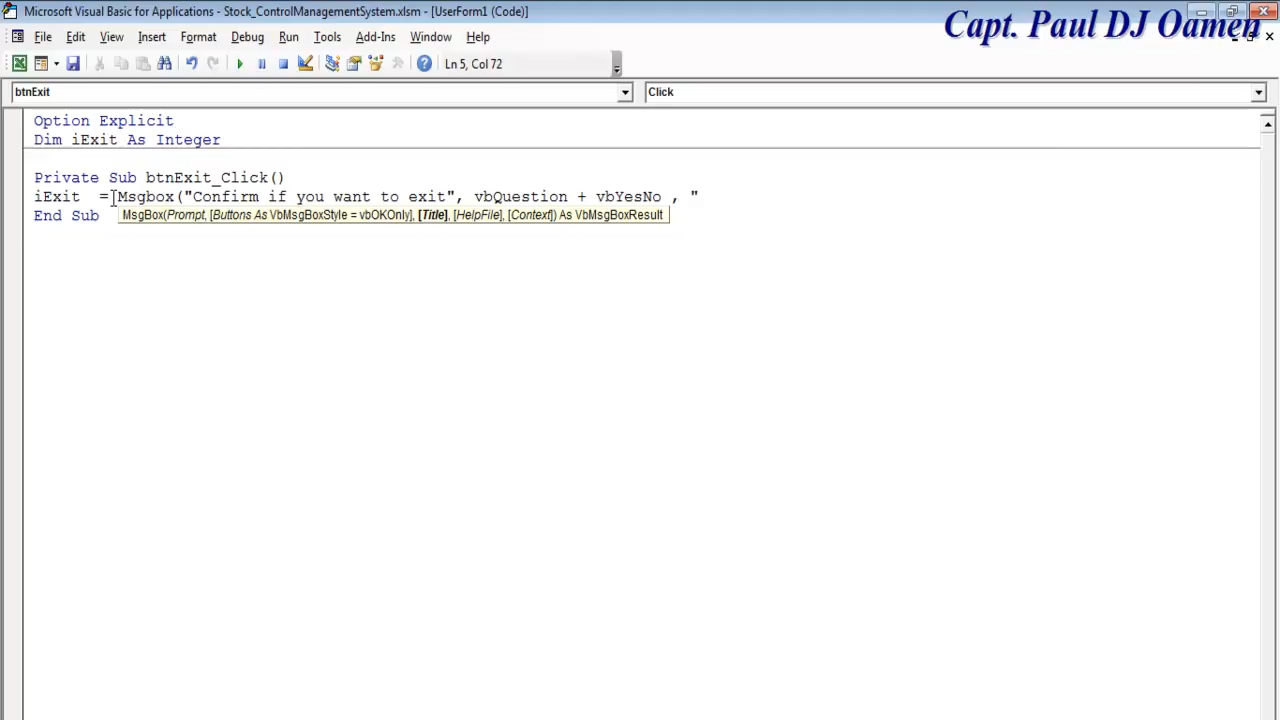 Microsoft Visual Basic for Applications - Stock_ControlManagementSystem.xlsm - [UserForm1 (Code)]
Capt. Paul DJ Oamen
File Edit View Insert Format Debug Run Tools Add-Ins Window Help
Ln 5, Col 72
btnExit Click
Option Explicit
Dim iExit As Integer
Private Sub btnExit_Click()
iExit  = Msgbox("Confirm if you want to exit", vbQuestion + vbYesNo , "
End Sub
MsgBox(Prompt, [Buttons As VbMsgBoxStyle = vbOKOnly], [Title], [HelpFile], [Context]) As VbMsgBoxResult